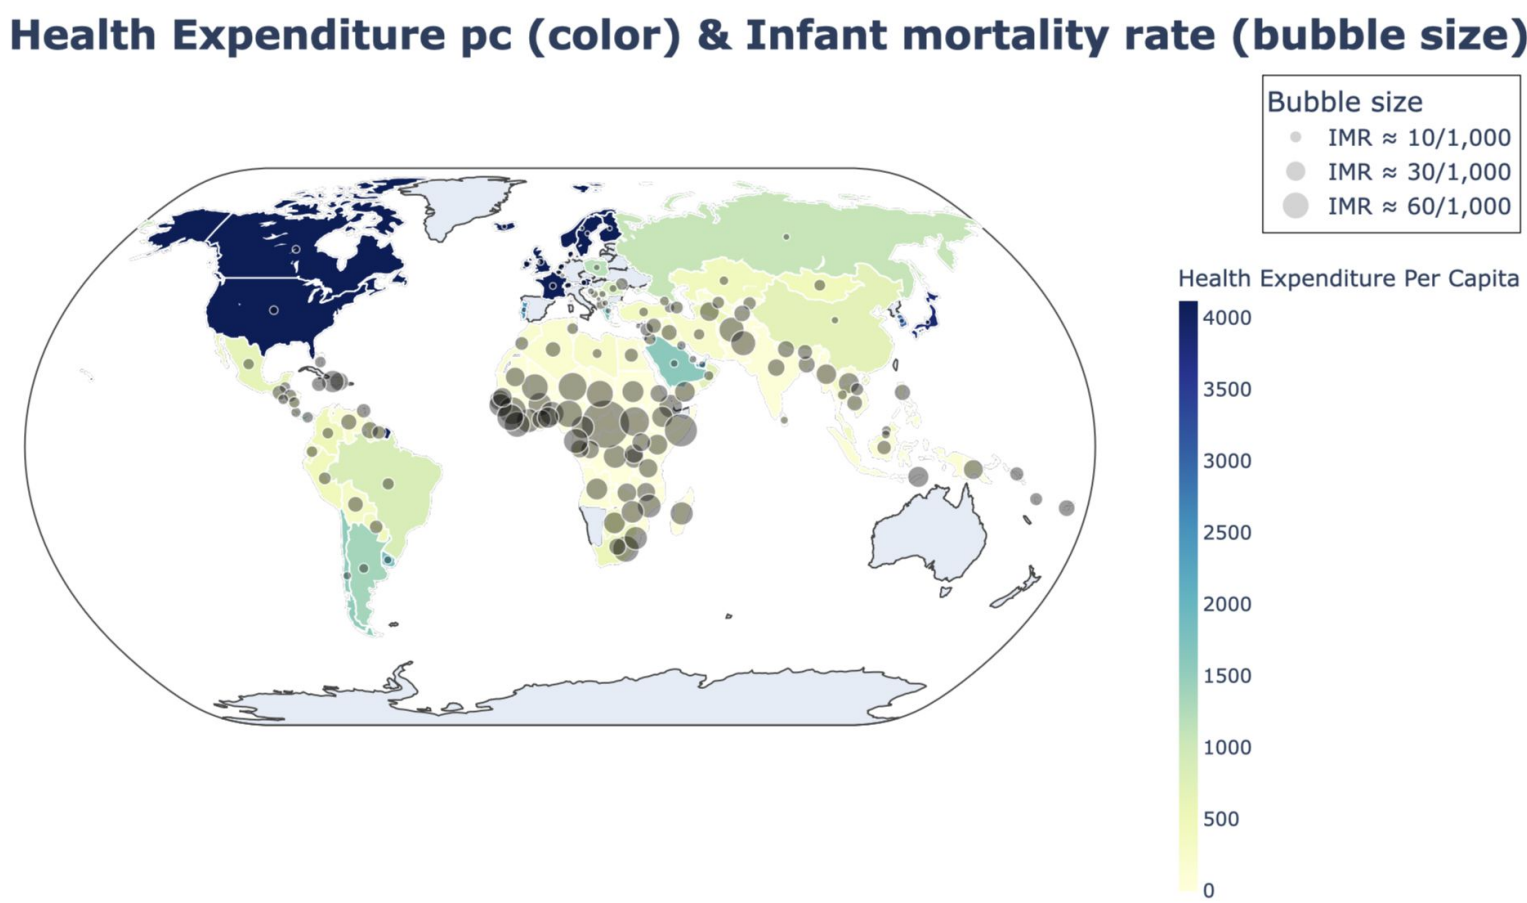 Health Expenditure pc (color) & Infant mortality rate (bubble size)
Bubble size
IMR ≈ 10/1,000
IMR ≈ 30/1,000
IMR ≈ 60/1,000
Health Expenditure Per Capita
4000
3500
3000
2500
2000
1500
1000
500
0